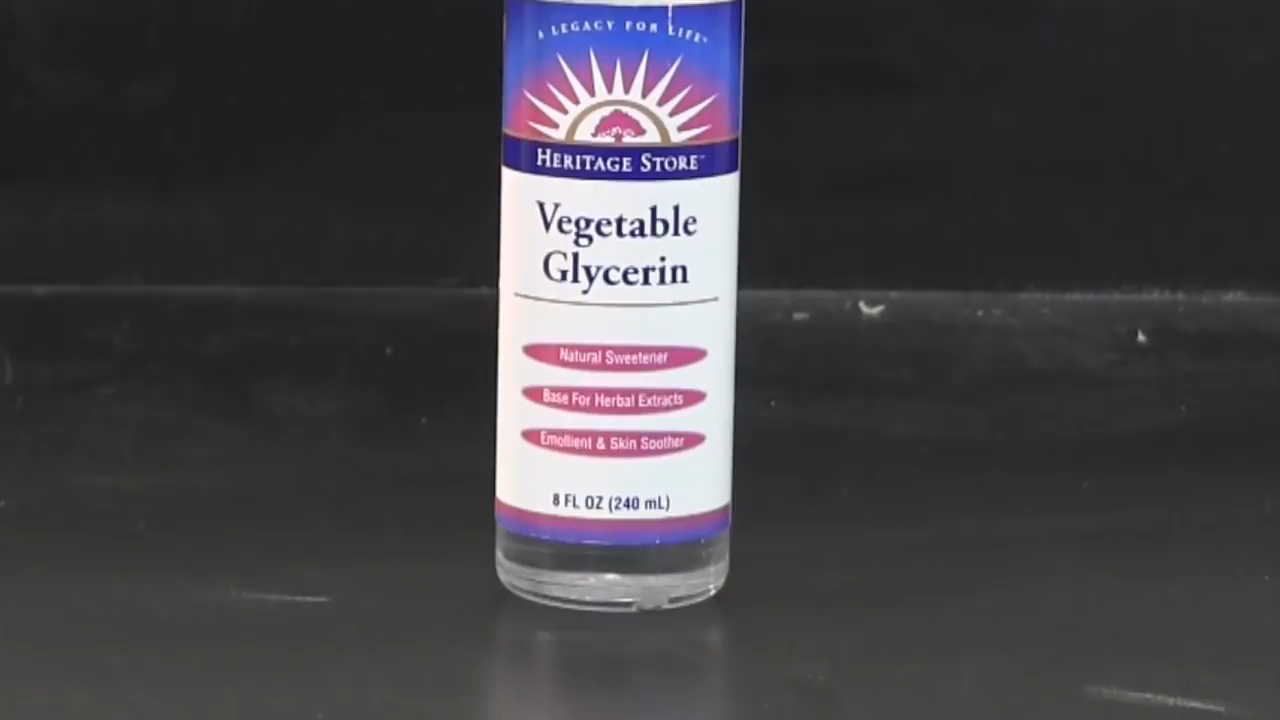 A LEGACY FOR LIFE™
HERITAGE STORE™
Vegetable
Glycerin
Natural Sweetener
Base For Herbal Extracts
Emollient & Skin Soother
8 FL OZ (240 mL)